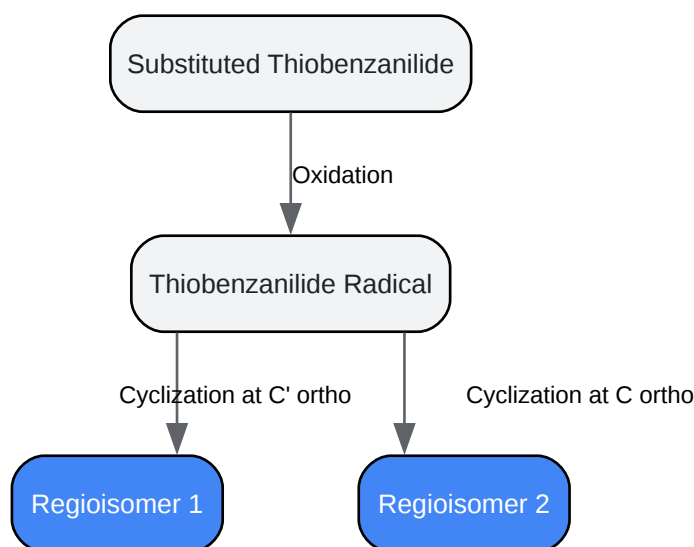 Substituted Thiobenzanilide
Oxidation
Thiobenzanilide Radical
Cyclization at C' ortho
Cyclization at C ortho
Regioisomer 1
Regioisomer 2